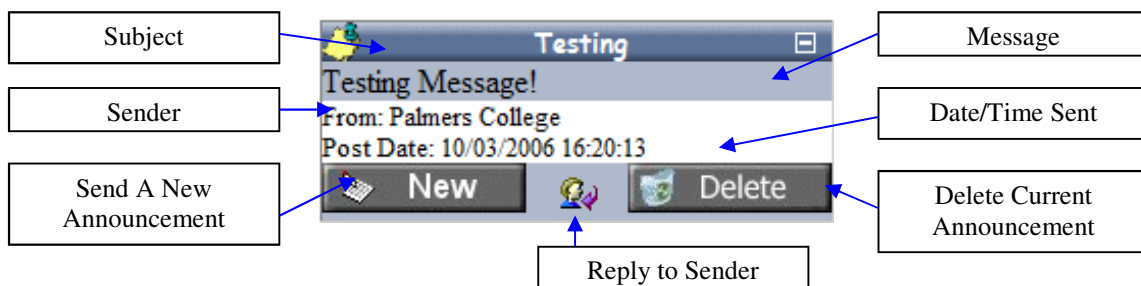 Subject
Testing
Message
Testing Message!
Sender
From: Palmers College
Date/Time Sent
Post Date: 10/03/2006 16:20:13
Send A New
Announcement
New
Delete
Delete Current
Announcement
Reply to Sender